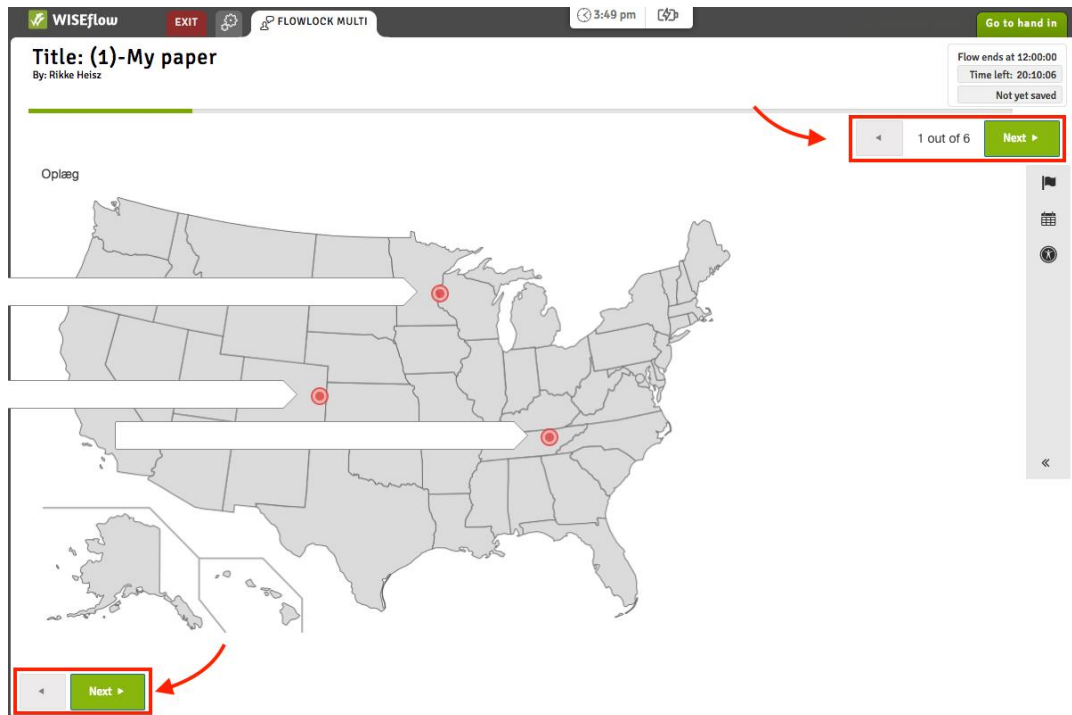 WISEflow
EXIT
FLOWLOCK MULTI
3:49 pm
Go to hand in
Title: (1)-My paper
By: Rikke Heisz
Flow ends at 12:00:00
Time left: 20:10:06
Not yet saved
1 out of 6
Next
Oplæg
Next